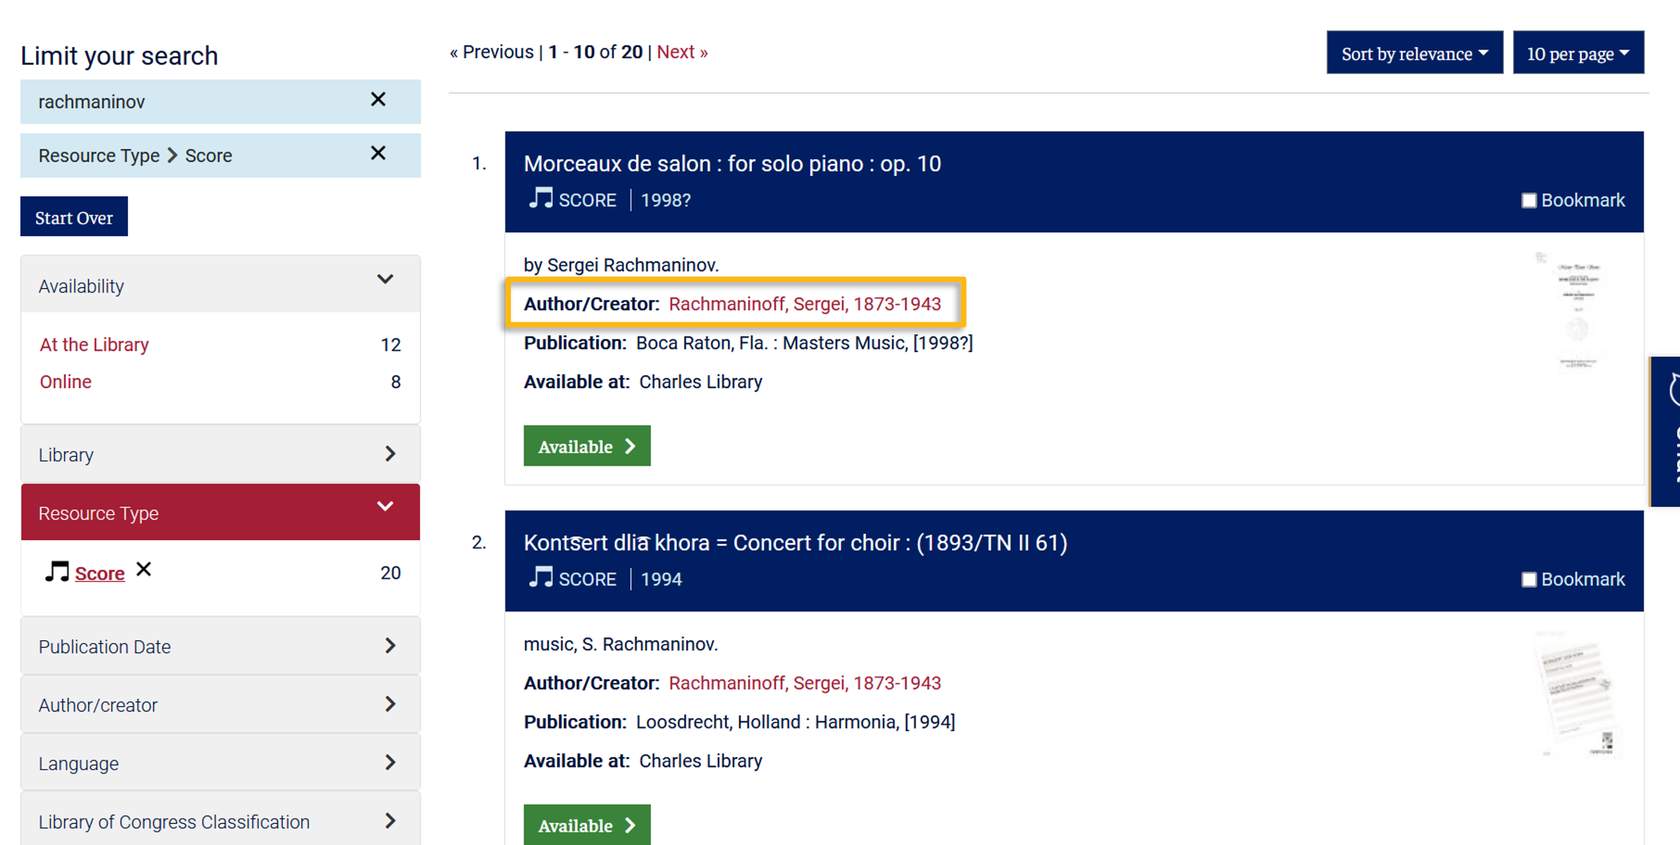 Limit your search
rachmaninov
Resource Type > Score
Start Over
Availability
At the Library 12
Online 8
Library
Resource Type
Score 20
Publication Date
Author/creator
Language
Library of Congress Classification
« Previous | 1 - 10 of 20 | Next »
Sort by relevance
10 per page
1. Morceaux de salon : for solo piano : op. 10
SCORE | 1998?
Bookmark
by Sergei Rachmaninov.
Author/Creator: Rachmaninoff, Sergei, 1873-1943
Publication: Boca Raton, Fla. : Masters Music, [1998?]
Available at: Charles Library
Available
2. Kont͡sert dli͡a khora = Concert for choir : (1893/TN II 61)
SCORE | 1994
Bookmark
music, S. Rachmaninov.
Author/Creator: Rachmaninoff, Sergei, 1873-1943
Publication: Loosdrecht, Holland : Harmonia, [1994]
Available at: Charles Library
Available